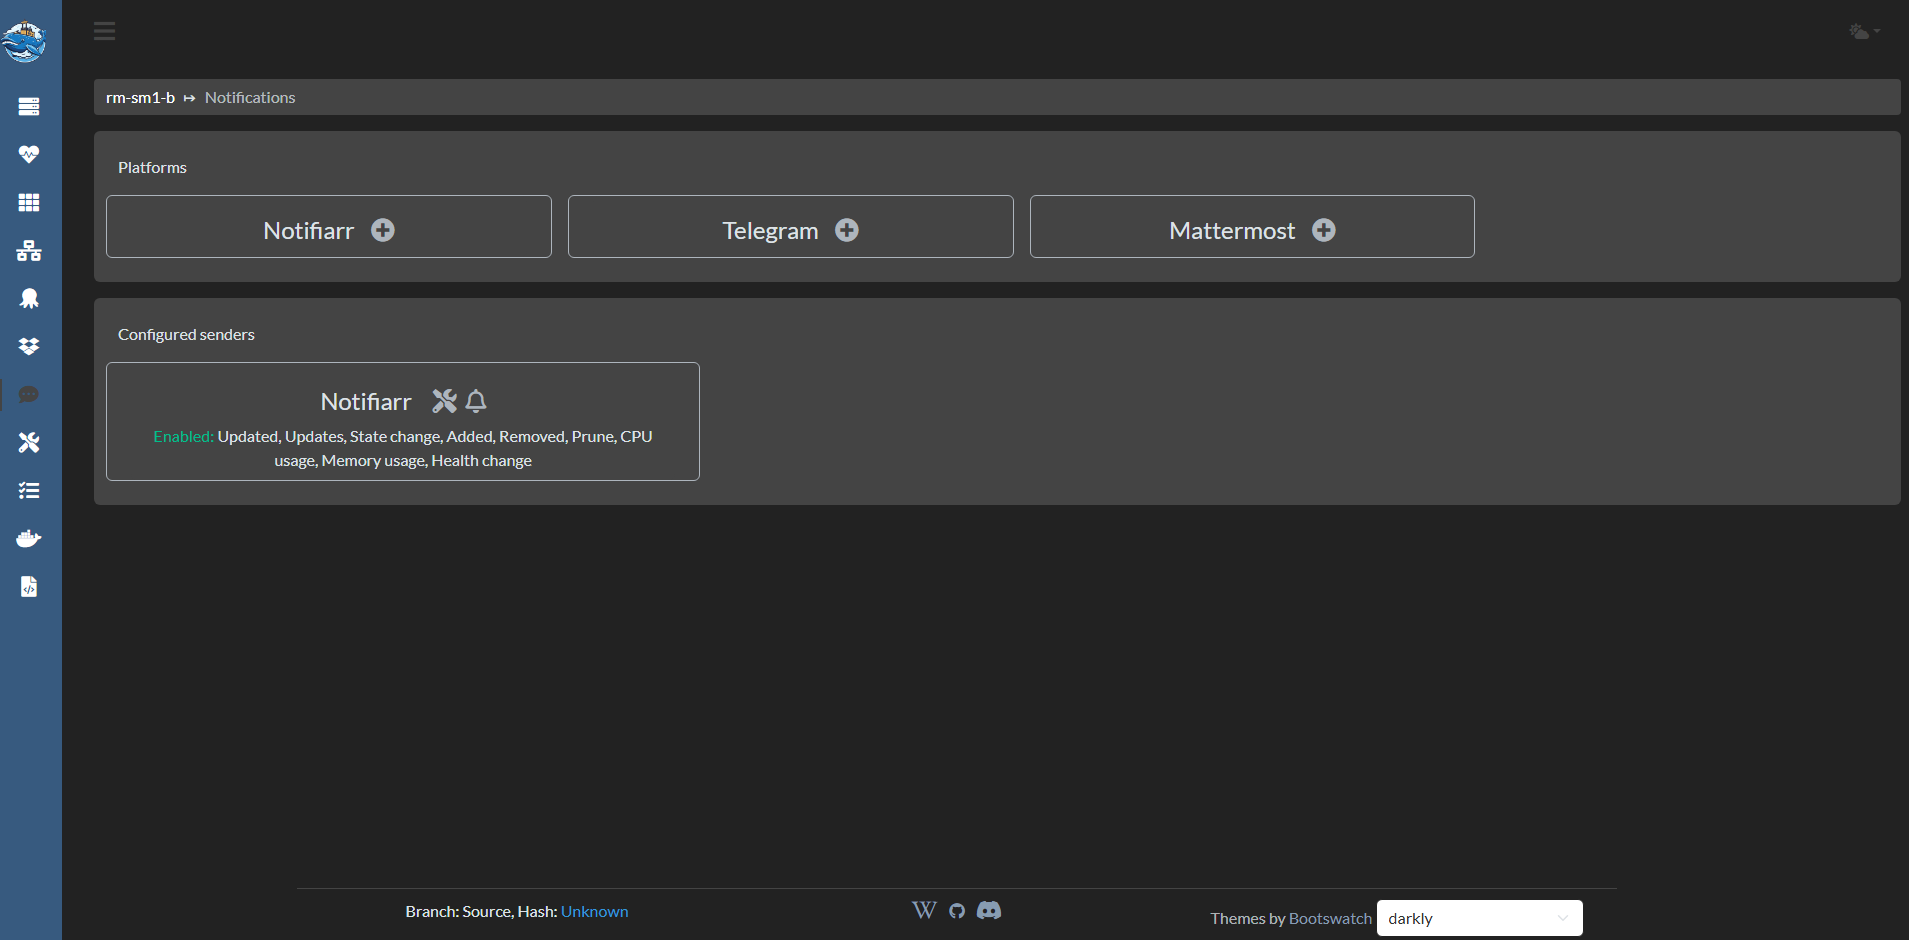 rm-sm1-b ↦ Notifications
Platforms
Notifiarr
Telegram
Mattermost
Configured senders
Notifiarr
Enabled: Updated, Updates, State change, Added, Removed, Prune, CPU
usage, Memory usage, Health change
Branch: Source, Hash: Unknown
W
Themes by Bootswatch
darkly